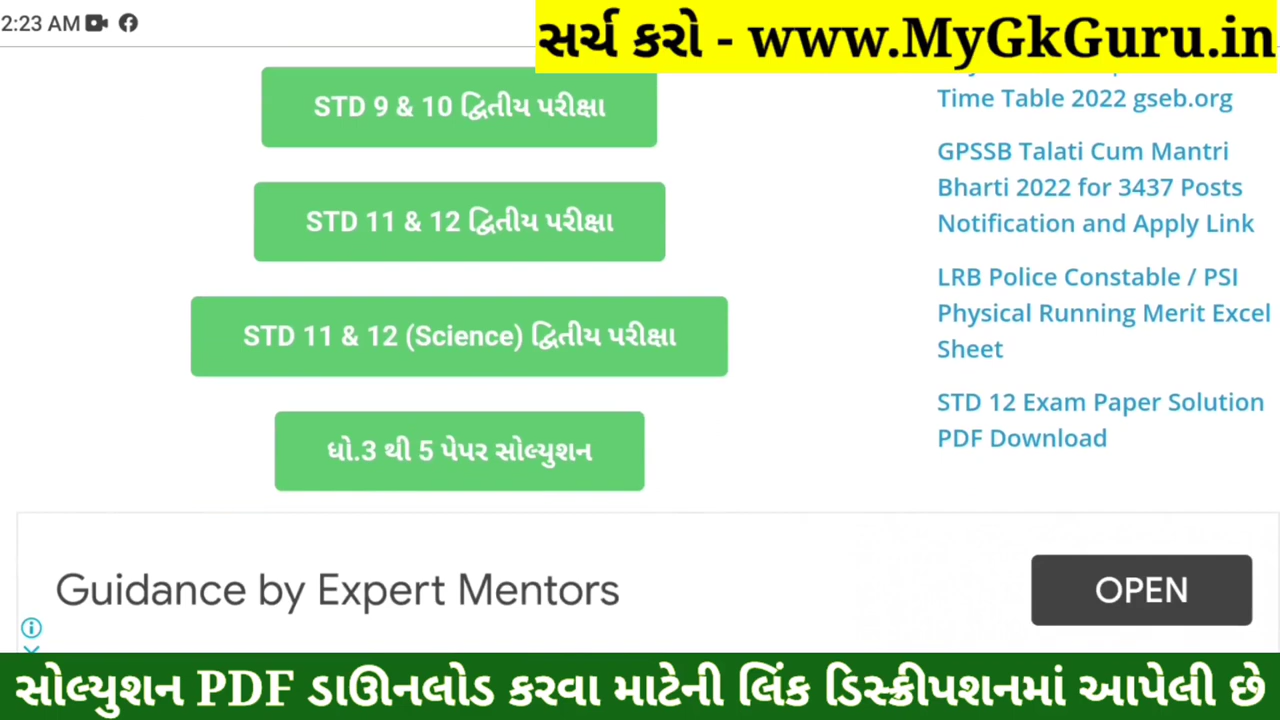 2:23 AM
સર્ચ કરો - www.MyGkGuru.in
STD 9 & 10 દ્વિતીય પરીક્ષા
STD 11 & 12 દ્વિતીય પરીક્ષા
STD 11 & 12 (Science) દ્વિતીય પરીક્ષા
ધો.3 થી 5 પેપર સોલ્યુશન
Time Table 2022 gseb.org
GPSSB Talati Cum Mantri
Bharti 2022 for 3437 Posts
Notification and Apply Link
LRB Police Constable / PSI
Physical Running Merit Excel
Sheet
STD 12 Exam Paper Solution
PDF Download
Guidance by Expert Mentors
OPEN
સોલ્યુશન PDF ડાઊનલોડ કરવા માટેની લિંક ડિસ્ક્રીપશનમાં આપેલી છે